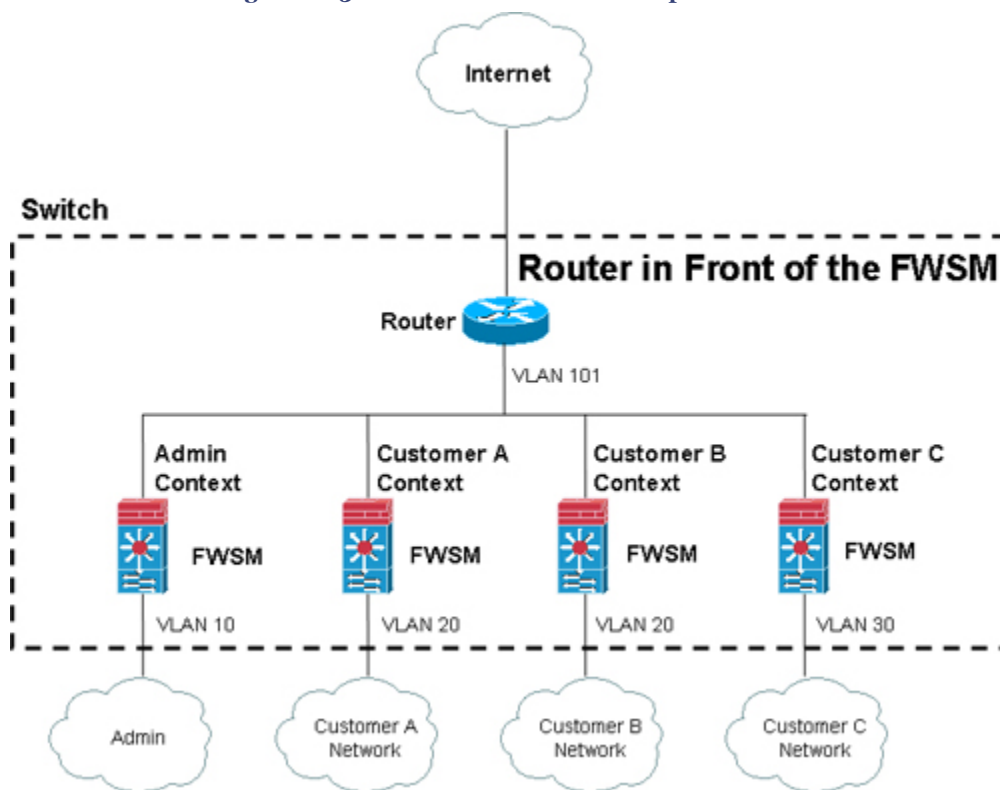 Internet
Switch
Router in Front of the FWSM
Router
VLAN 101
Admin
Context
Customer A
Context
Customer B
Context
Customer C
Context
FWSM
FWSM
FWSM
FWSM
VLAN 10
VLAN 20
VLAN 20
VLAN 30
Admin
Customer A
Network
Customer B
Network
Customer C
Network